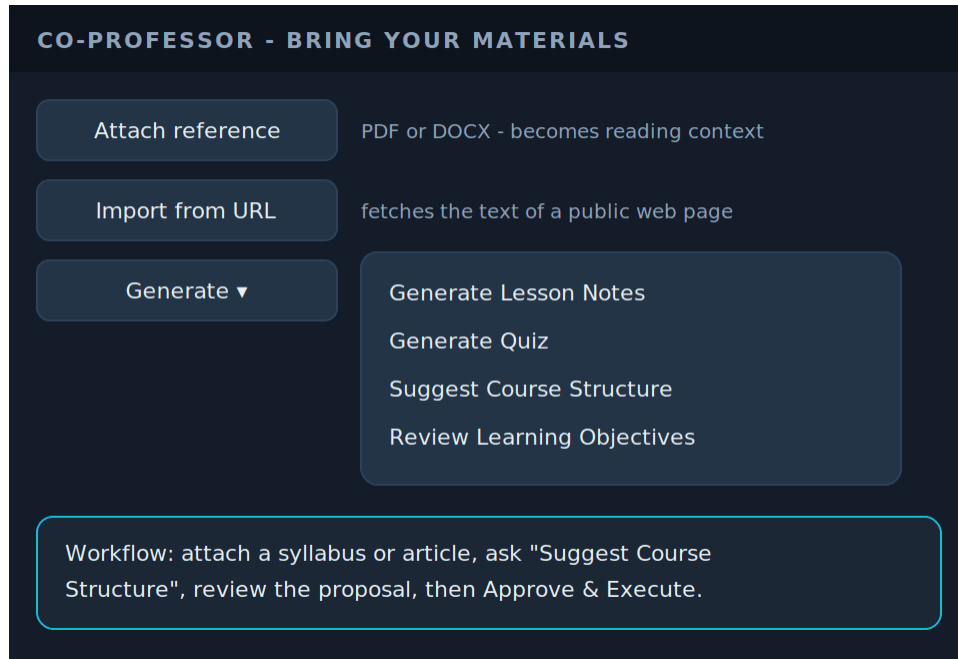 CO-PROFESSOR - BRING YOUR MATERIALS
Attach reference
PDF or DOCX - becomes reading context
Import from URL
fetches the text of a public web page
Generate ▾
Generate Lesson Notes
Generate Quiz
Suggest Course Structure
Review Learning Objectives
Workflow: attach a syllabus or article, ask "Suggest Course
Structure", review the proposal, then Approve & Execute.